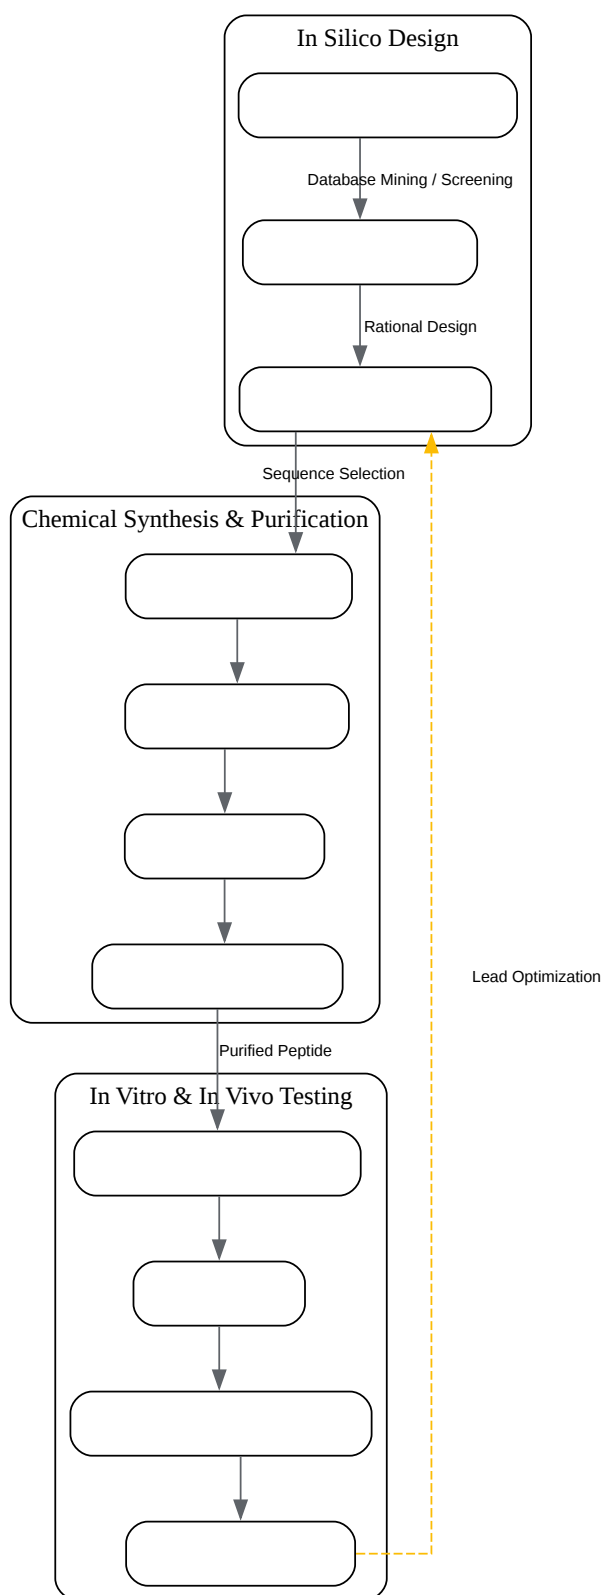 In Silico Design
Database Mining / Screening
Rational Design
Sequence Selection
Chemical Synthesis & Purification
Lead Optimization
Purified Peptide
In Vitro & In Vivo Testing